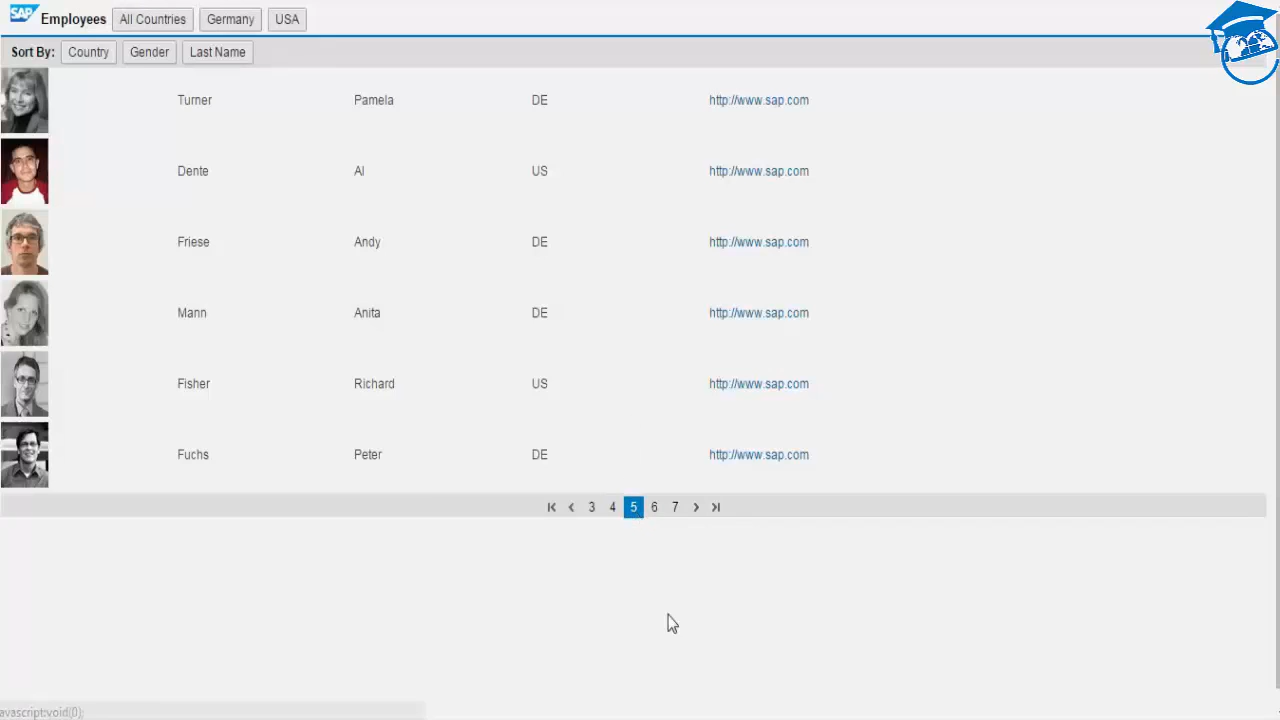 SAP Employees All Countries Germany USA
Sort By: Country Gender Last Name
Turner Pamela DE http://www.sap.com
Dente Al US http://www.sap.com
Friese Andy DE http://www.sap.com
Mann Anita DE http://www.sap.com
Fisher Richard US http://www.sap.com
Fuchs Peter DE http://www.sap.com
3 4 5 6 7
avascript:void(0);